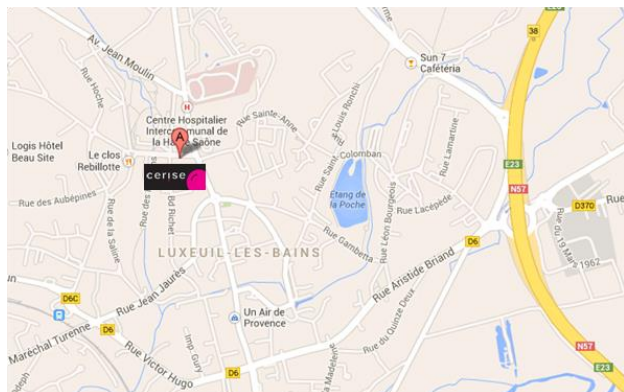 38
Av. Jean Moulin
Sun 7
Cafétéria
Rue Hoche
H
Centre Hospitalier
Intercommunal de
la Haute Saône
Rue Sainte-Anne
Louis Ronchi
Rue Lamartine
A
Logis Hôtel
Beau Site
Le clos
Rebillotte
Rue Saint Colomban
E23
cerise
N57
Etang de
la Poche
Rue des Aubépines
Rue de la Saline
Rue des
Bd Richet
Rue Léon Bourgeois
Rue Lacépède
D370
Rue du 19 Mars 1962
D6
Rue Gambetta
LUXEUIL-LES-BAINS
Rue Aristide Briand
D6C
Rue Jean Jaurès
Un Air de
Provence
Rue du Quinze Deux
D6
Maréchal Turenne
Imp. Gury
la Madeleine
N57
Rue Victor Hugo
D6
E23